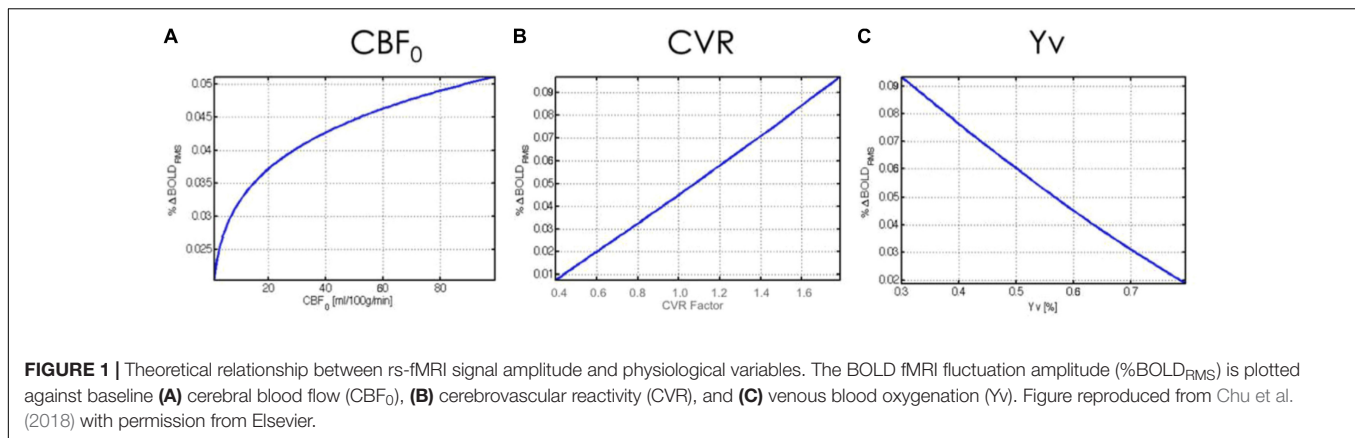 A CBF₀
B CVR
C Yv
0.05
0.045
0.04
0.035
0.03
0.025
% Δ BOLD_RMS
20 40 60 80
CBF₀ [ml/100g/min]
0.09
0.08
0.07
0.06
0.05
0.04
0.03
0.02
0.01
% Δ BOLD_RMS
0.4 0.6 0.8 1.0 1.2 1.4 1.6
CVR Factor
0.09
0.08
0.07
0.06
0.05
0.04
0.03
0.02
% Δ BOLD_RMS
0.3 0.4 0.5 0.6 0.7
Yv [%]
FIGURE 1 | Theoretical relationship between rs-fMRI signal amplitude and physiological variables. The BOLD fMRI fluctuation amplitude (%BOLD_RMS) is plotted
against baseline (A) cerebral blood flow (CBF₀), (B) cerebrovascular reactivity (CVR), and (C) venous blood oxygenation (Yv). Figure reproduced from Chu et al.
(2018) with permission from Elsevier.